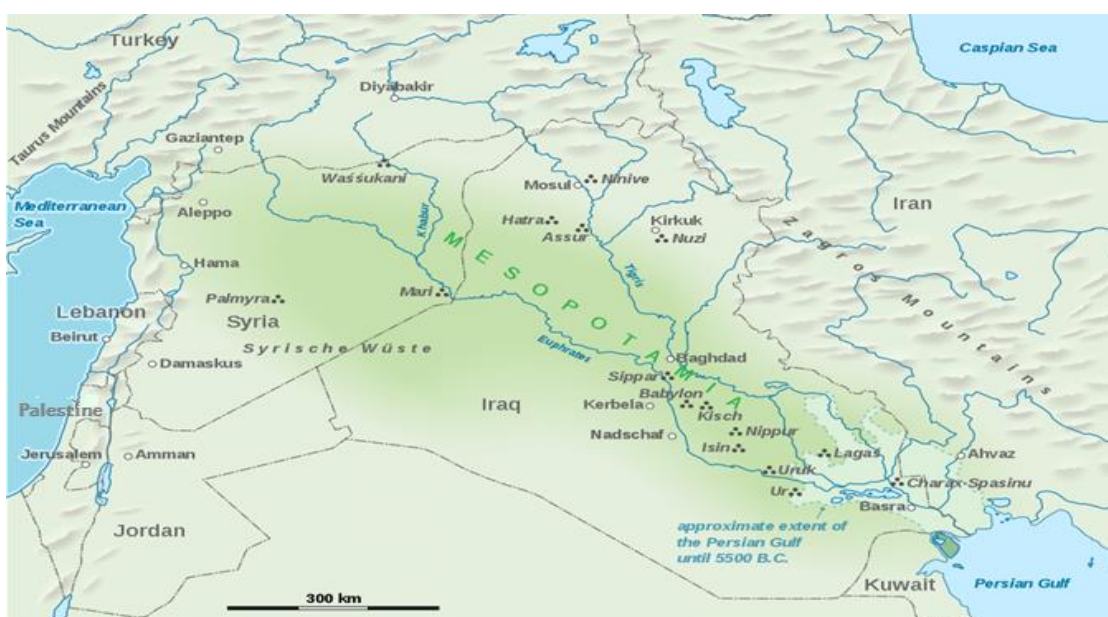 Turkey
Caspian Sea
Diyabakir
Taurus Mountains
Gaziantep
Waśśukani
Mosul
Ninive
Mediterranean
Sea
Aleppo
Khabur
Hatra
Assur
Kirkuk
Nuzi
Iran
Zagros Mountains
Hama
Tigris
MESOPOTAMIA
Mari
Palmyra
Lebanon
Syria
Beirut
Syrische Wüste
Euphrates
Baghdad
Damaskus
Sippar
Babylon
Iraq
Kerbela
Kisch
Palestine
Nadschaf
Nippur
Isin
Lagaš
Ahvaz
Jerusalem
Amman
Uruk
Charax-Spasinu
Ur
Basra
Jordan
approximate extent of
the Persian Gulf
until 5500 B.C.
Kuwait
Persian Gulf
300 km